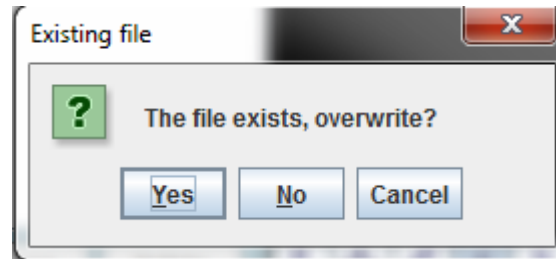 Existing file
x
?
The file exists, overwrite?
Yes No Cancel